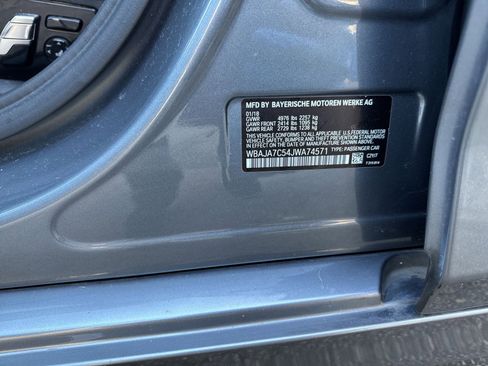 MFD BY BAYERISCHE MOTOREN WERKE AG
01/18
GVWR 4976 lbs 2257 kg
GAWR FRONT 2414 lbs 1095 kg
GAWR REAR 2729 lbs 1238 kg
THIS VEHICLE CONFORMS TO ALL APPLICABLE U.S. FEDERAL
MOTOR VEHICLE SAFETY, BUMPER, AND THEFT
PREVENTION STANDARDS IN EFFECT ON THE DATE OF
MANUFACTURE SHOWN ABOVE.
WBAJA7C54JWA74571 TYPE: PASSENGER CAR